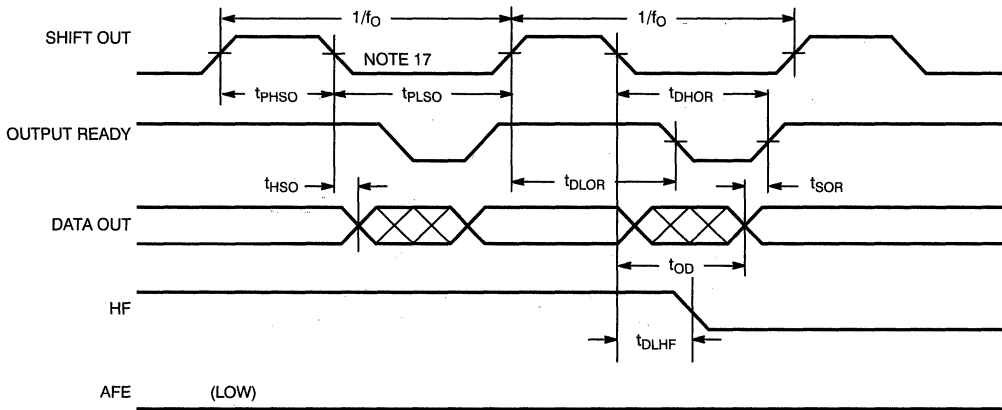 1/fO 1/fO
SHIFT OUT
NOTE 17
tPHSO tPLSO tDHOR
OUTPUT READY
tHSO tDLOR tSOR
DATA OUT
tOD
HF
tDLHF
AFE (LOW)